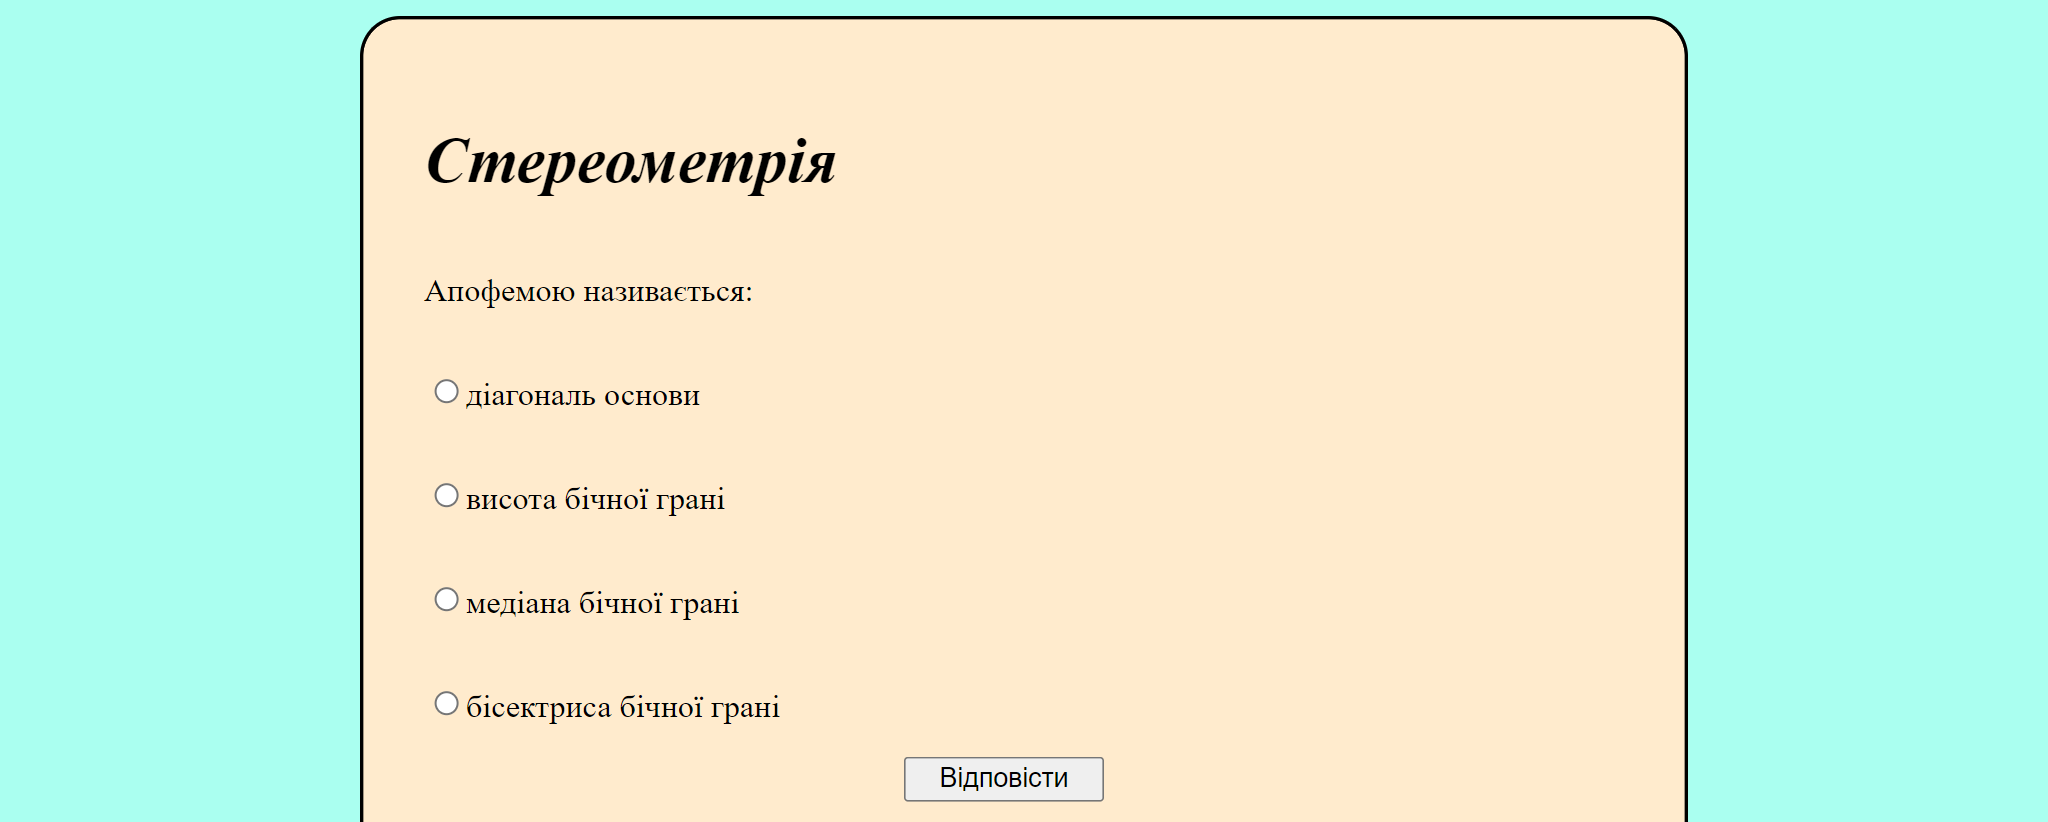 Стереометрія
Апофемою називається:
діагональ основи
висота бічної грані
медіана бічної грані
бісектриса бічної грані
Відповісти